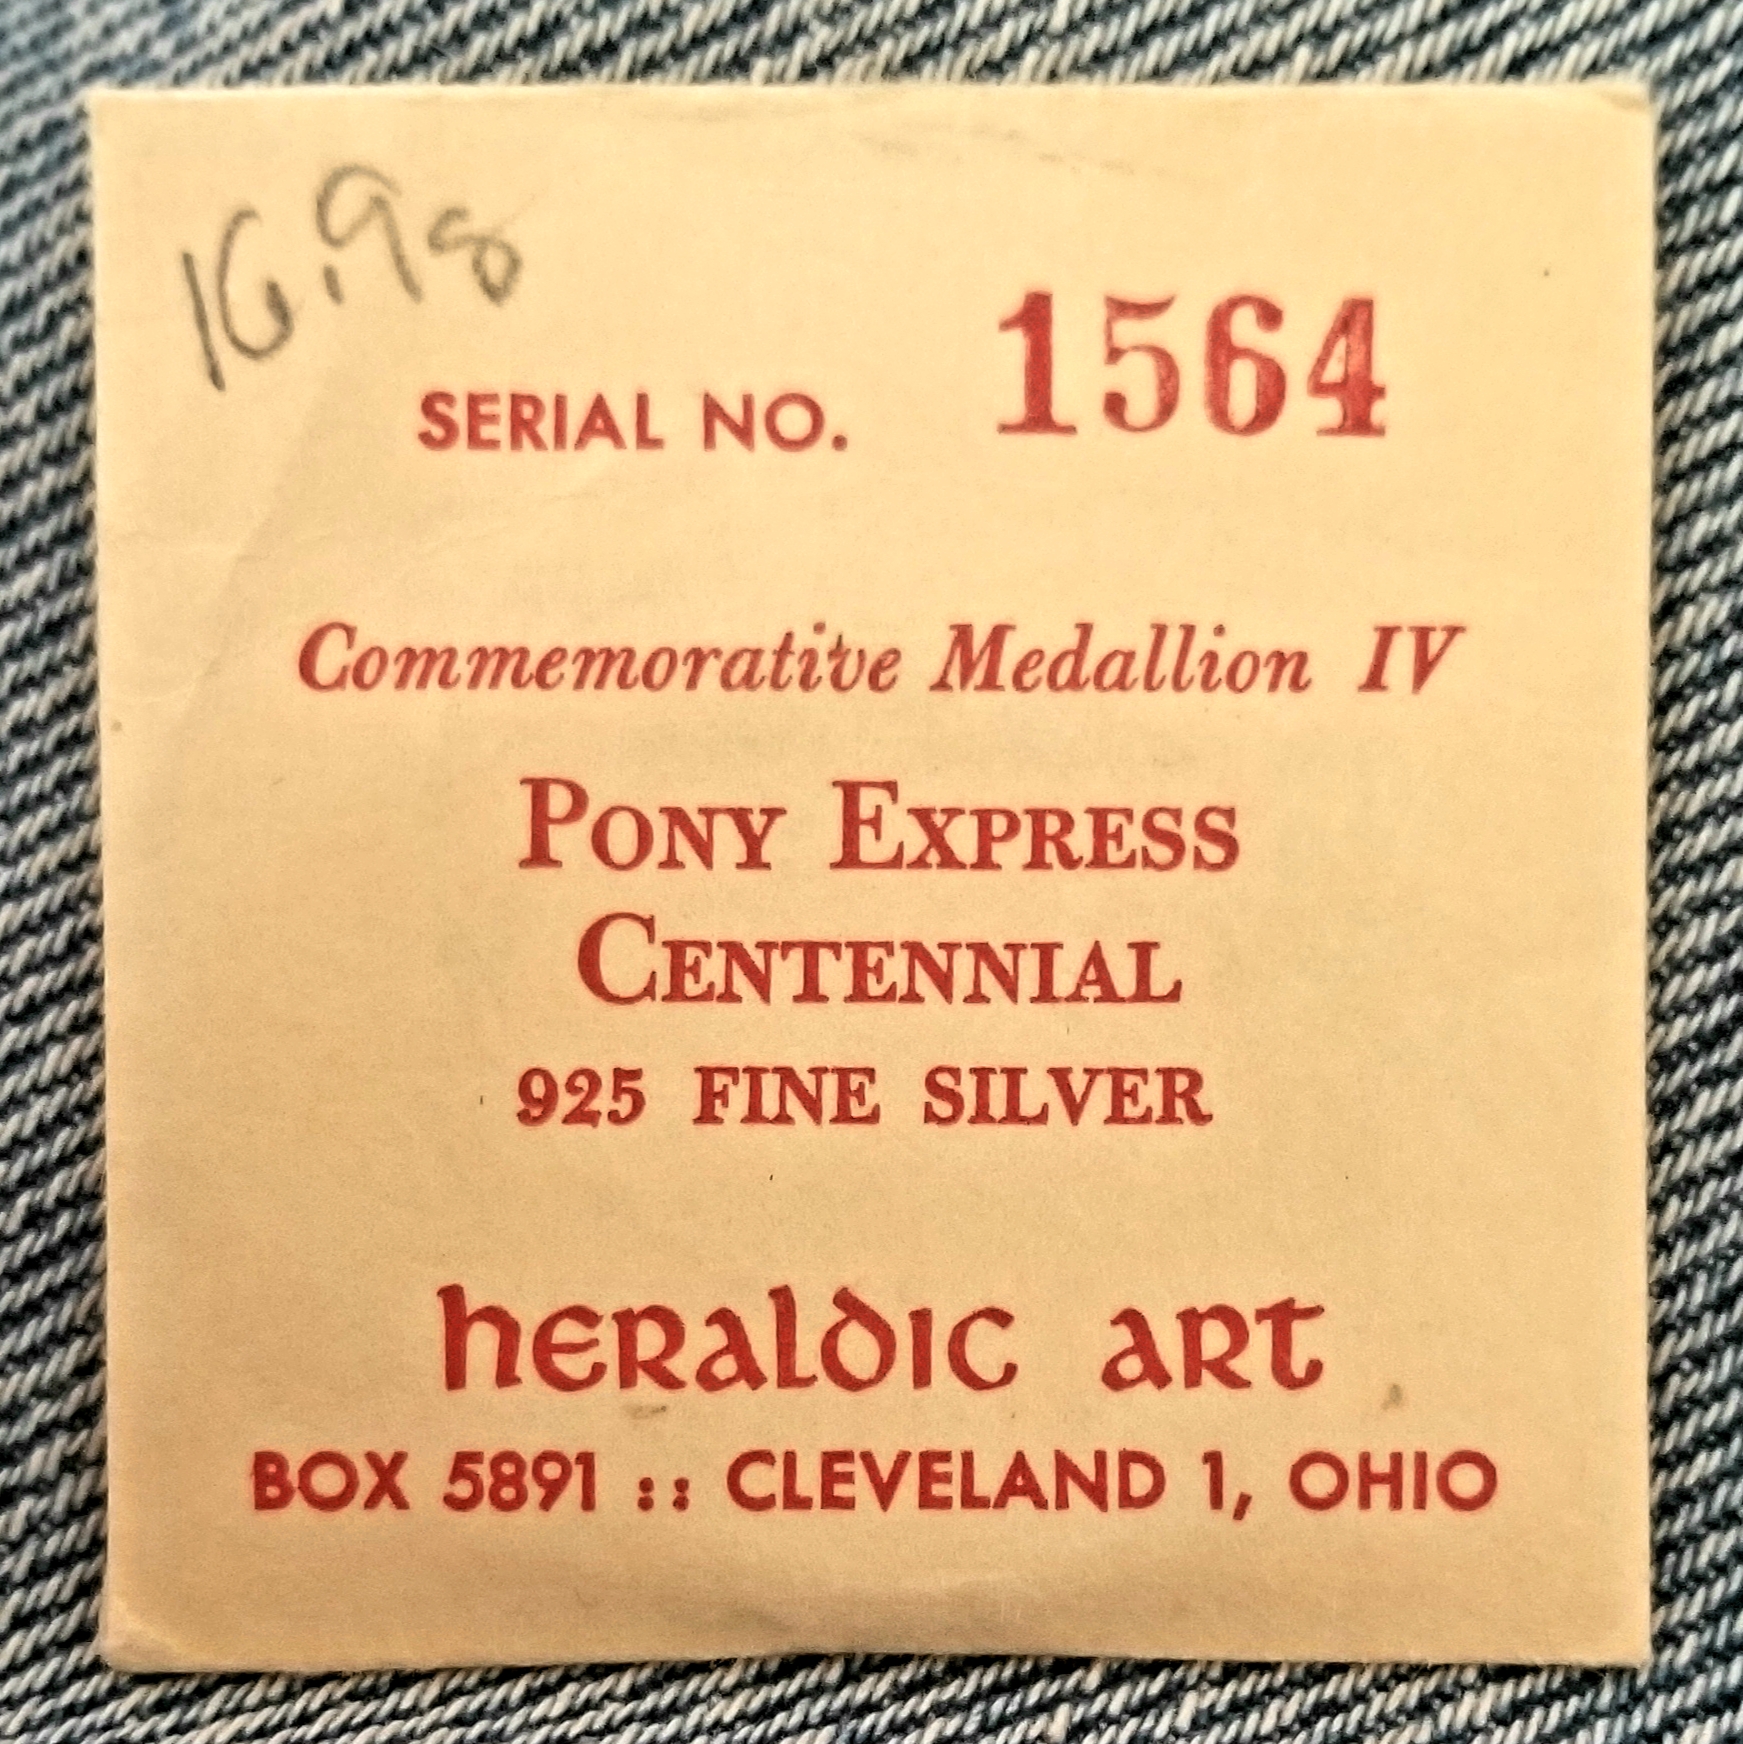 16.98
SERIAL NO. 1564
Commemorative Medallion IV
PONY EXPRESS
CENTENNIAL
925 FINE SILVER
heraldic art
BOX 5891 :: CLEVELAND 1, OHIO